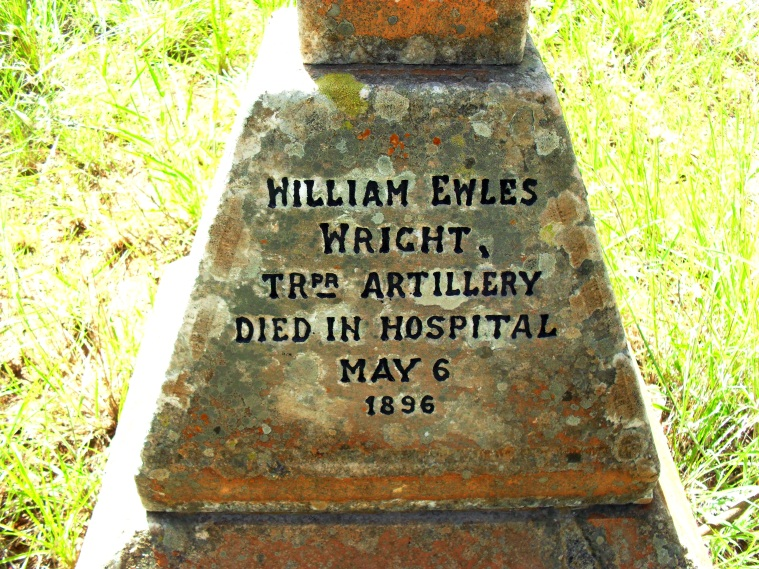 WILLIAM EWLES
WRIGHT,
TRPR ARTILLERY
DIED IN HOSPITAL
MAY 6
1896